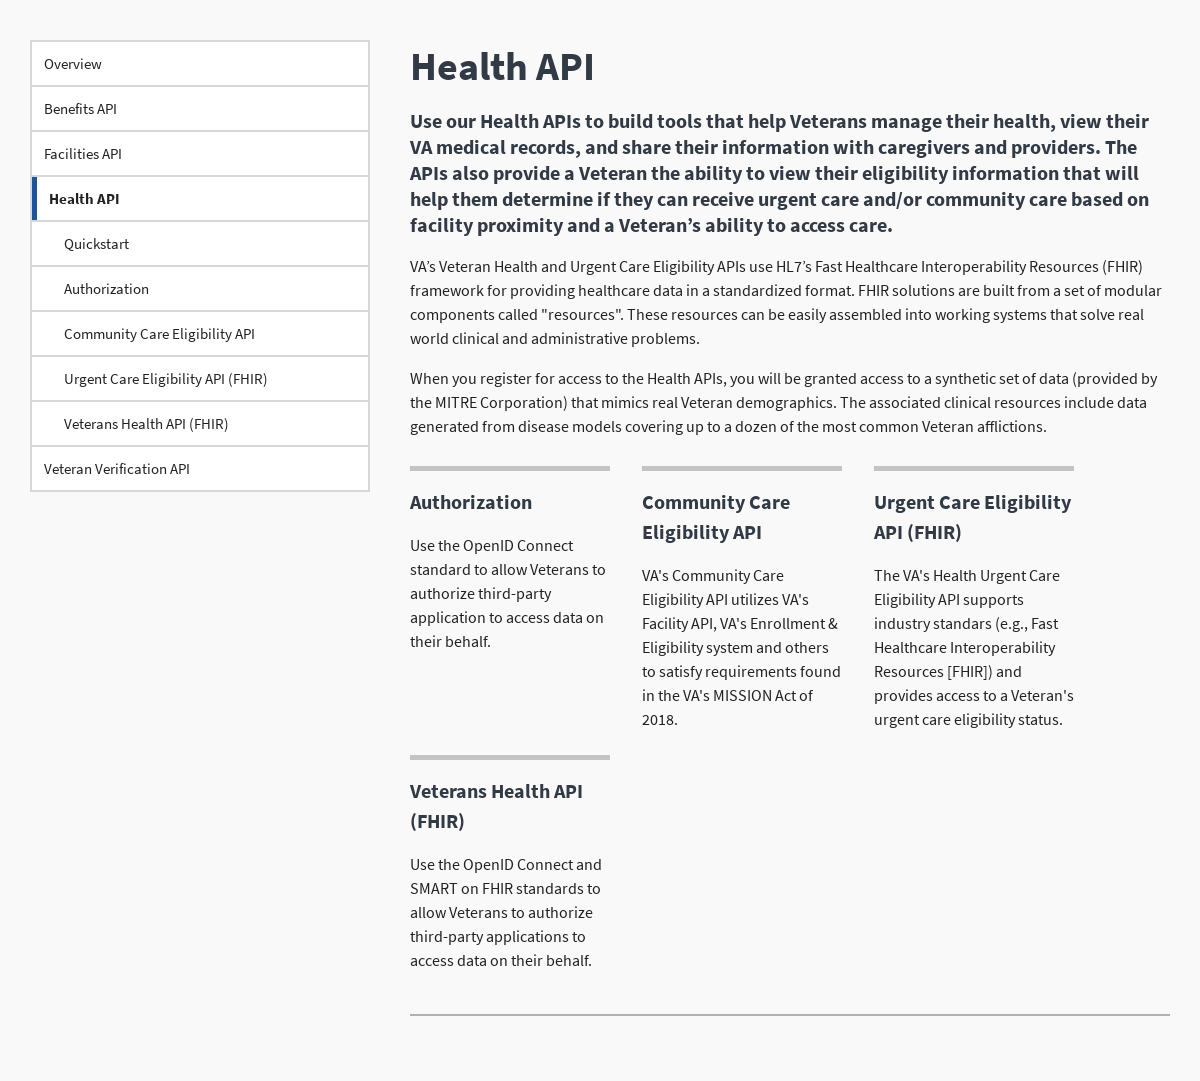 Overview
Benefits API
Facilities API
Health API
Quickstart
Authorization
Community Care Eligibility API
Urgent Care Eligibility API (FHIR)
Veterans Health API (FHIR)
Veteran Verification API
Health API
Use our Health APIs to build tools that help Veterans manage their health, view their
VA medical records, and share their information with caregivers and providers. The
APIs also provide a Veteran the ability to view their eligibility information that will
help them determine if they can receive urgent care and/or community care based on
facility proximity and a Veteran’s ability to access care.
VA’s Veteran Health and Urgent Care Eligibility APIs use HL7’s Fast Healthcare Interoperability Resources (FHIR)
framework for providing healthcare data in a standardized format. FHIR solutions are built from a set of modular
components called "resources". These resources can be easily assembled into working systems that solve real
world clinical and administrative problems.
When you register for access to the Health APIs, you will be granted access to a synthetic set of data (provided by
the MITRE Corporation) that mimics real Veteran demographics. The associated clinical resources include data
generated from disease models covering up to a dozen of the most common Veteran afflictions.
Authorization
Use the OpenID Connect
standard to allow Veterans to
authorize third-party
application to access data on
their behalf.
Community Care
Eligibility API
VA's Community Care
Eligibility API utilizes VA's
Facility API, VA's Enrollment &
Eligibility system and others
to satisfy requirements found
in the VA's MISSION Act of
2018.
Urgent Care Eligibility
API (FHIR)
The VA's Health Urgent Care
Eligibility API supports
industry standars (e.g., Fast
Healthcare Interoperability
Resources [FHIR]) and
provides access to a Veteran's
urgent care eligibility status.
Veterans Health API
(FHIR)
Use the OpenID Connect and
SMART on FHIR standards to
allow Veterans to authorize
third-party applications to
access data on their behalf.